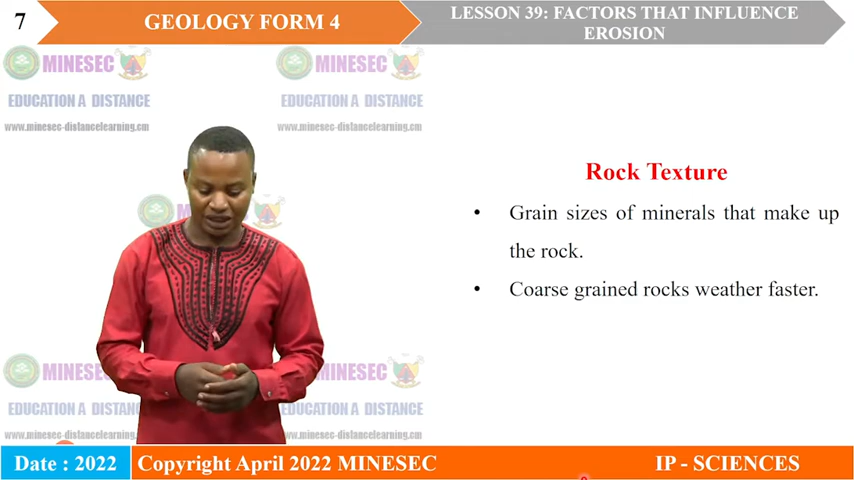 7
GEOLOGY FORM 4
LESSON 39: FACTORS THAT INFLUENCE
EROSION
MINESEC
EDUCATION A DISTANCE
www.minesec-distancelearning.cm
MINESEC
EDUCATION A DISTANCE
www.minesec-distancelearning.cm
Rock Texture
• Grain sizes of minerals that make up
the rock.
• Coarse grained rocks weather faster.
MINESEC
EDUCATION A DISTANCE
www.minesec-distancelearning.cm
MINESEC
EDUCATION A DISTANCE
www.minesec-distancelearning.cm
Date : 2022
Copyright April 2022 MINESEC
IP - SCIENCES